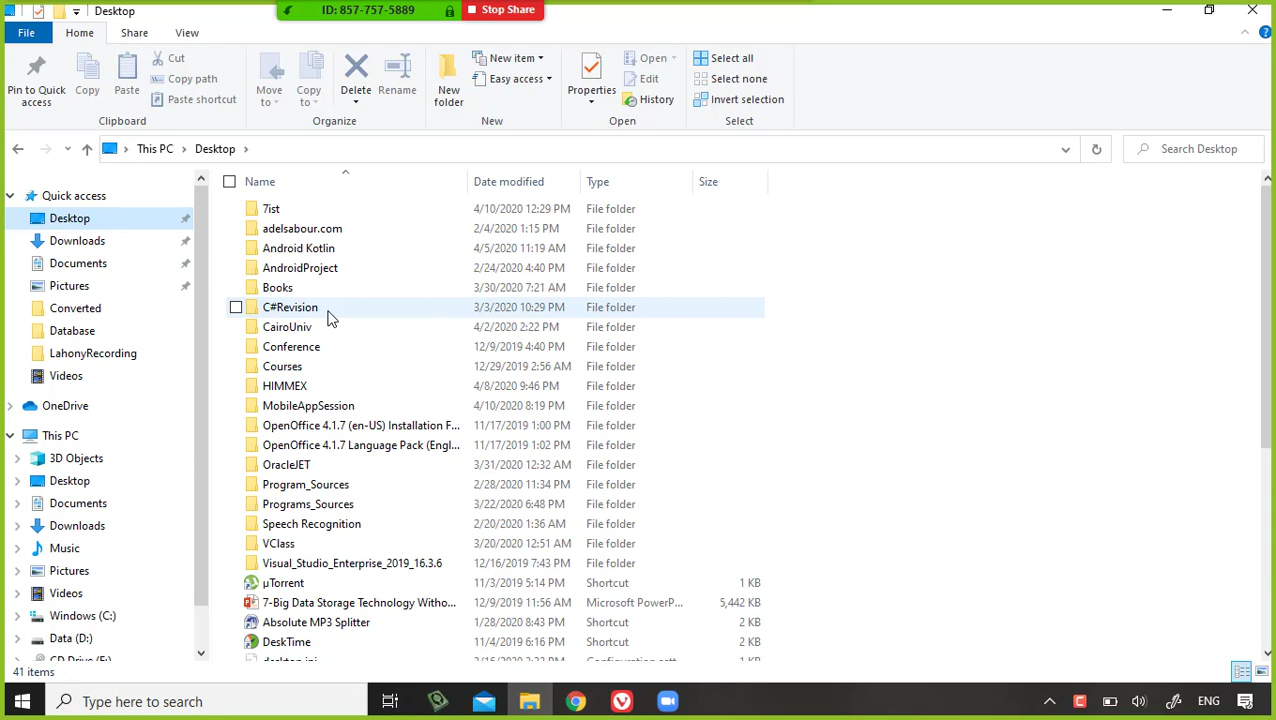 Desktop ID: 857-757-5889 Stop Share
File Home Share View
Pin to Quick access
Copy
Paste
Cut
Copy path
Paste shortcut
Clipboard
Move to
Copy to
Delete
Rename
Organize
New folder
New item
Easy access
New
Properties
Open
Edit
History
Open
Select all
Select none
Invert selection
Select
This PC Desktop
Search Desktop
Quick access
Desktop
Downloads
Documents
Pictures
Converted
Database
LahonyRecording
Videos
OneDrive
This PC
3D Objects
Desktop
Documents
Downloads
Music
Pictures
Videos
Windows (C:)
Data (D:)
CD Drive (F:)
Name Date modified Type Size
7ist 4/10/2020 12:29 PM File folder
adelsabour.com 2/4/2020 1:15 PM File folder
Android Kotlin 4/5/2020 11:19 AM File folder
AndroidProject 2/24/2020 4:40 PM File folder
Books 3/30/2020 7:21 AM File folder
C#Revision 3/3/2020 10:29 PM File folder
CairoUniv 4/2/2020 2:22 PM File folder
Conference 12/9/2019 4:40 PM File folder
Courses 12/29/2019 2:56 AM File folder
HIMMEX 4/8/2020 9:46 PM File folder
MobileAppSession 4/10/2020 8:19 PM File folder
OpenOffice 4.1.7 (en-US) Installation F... 11/17/2019 1:00 PM File folder
OpenOffice 4.1.7 Language Pack (Engl... 11/17/2019 1:02 PM File folder
OracleJET 3/31/2020 12:32 AM File folder
Program_Sources 2/28/2020 11:34 PM File folder
Programs_Sources 3/22/2020 6:48 PM File folder
Speech Recognition 2/20/2020 1:36 AM File folder
VClass 3/20/2020 12:51 AM File folder
Visual_Studio_Enterprise_2019_16.3.6 12/16/2019 7:43 PM File folder
µTorrent 11/3/2019 5:14 PM Shortcut 1 KB
7-Big Data Storage Technology Witho... 12/9/2019 11:56 AM Microsoft PowerP... 5,442 KB
Absolute MP3 Splitter 1/28/2020 8:43 PM Shortcut 2 KB
DeskTime 11/4/2019 6:16 PM Shortcut 2 KB
desktop.ini 1 KB
41 items
Type here to search
ENG